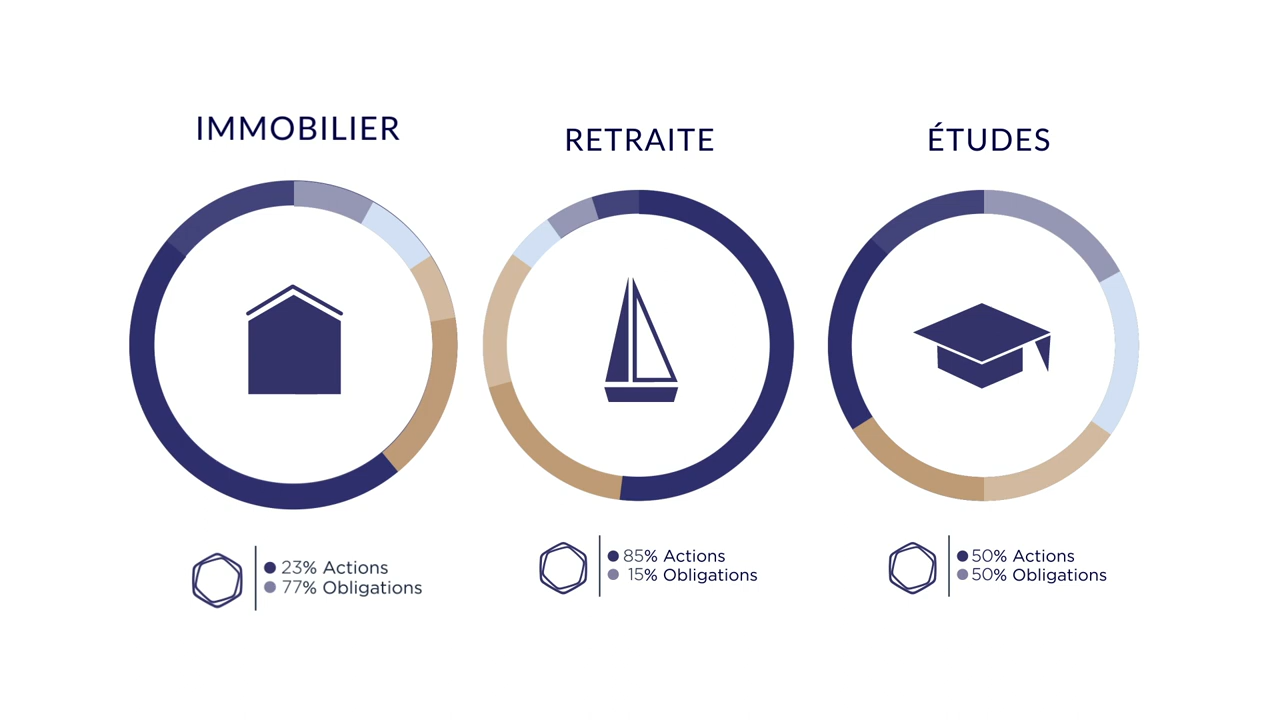 IMMOBILIER
23% Actions
77% Obligations
RETRAITE
85% Actions
15% Obligations
ÉTUDES
50% Actions
50% Obligations